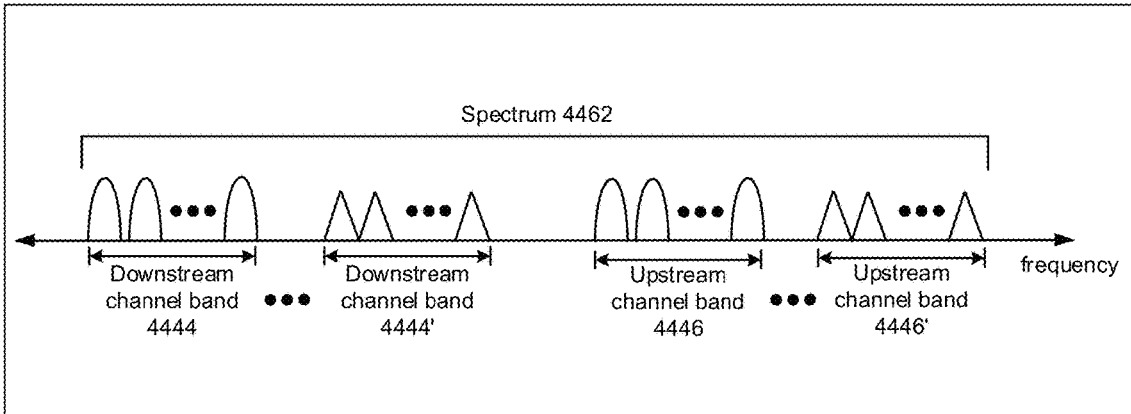 Spectrum 4462
frequency
Downstream
channel band
4444
Downstream
channel band
4444'
Upstream
channel band
4446
Upstream
channel band
4446'